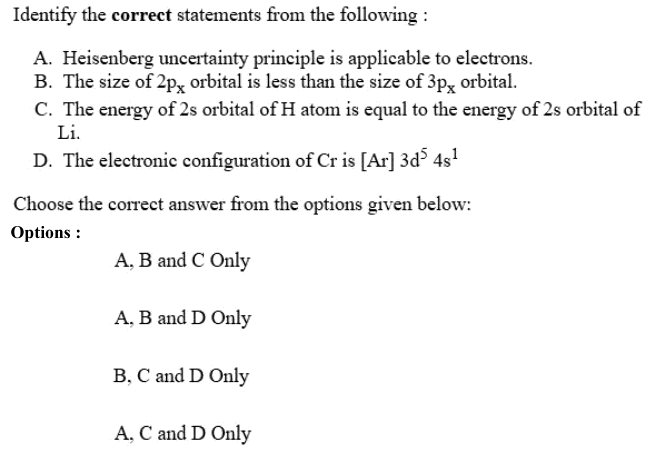 Identify the correct statements from the following :
A. Heisenberg uncertainty principle is applicable to electrons.
B. The size of 2pₓ orbital is less than the size of 3pₓ orbital.
C. The energy of 2s orbital of H atom is equal to the energy of 2s orbital of
Li.
D. The electronic configuration of Cr is [Ar] 3d⁵ 4s¹
Choose the correct answer from the options given below:
Options :
A, B and C Only
A, B and D Only
B, C and D Only
A, C and D Only